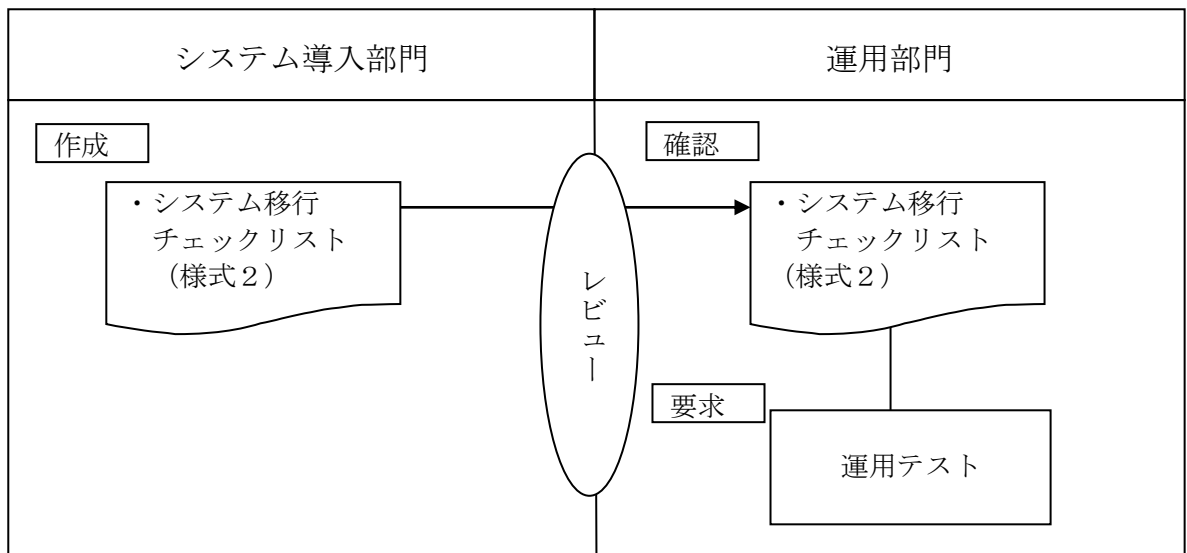 システム導入部門
運用部門
作成
・システム移行
チェックリスト
（様式２）
レビュー
確認
・システム移行
チェックリスト
（様式２）
要求
運用テスト